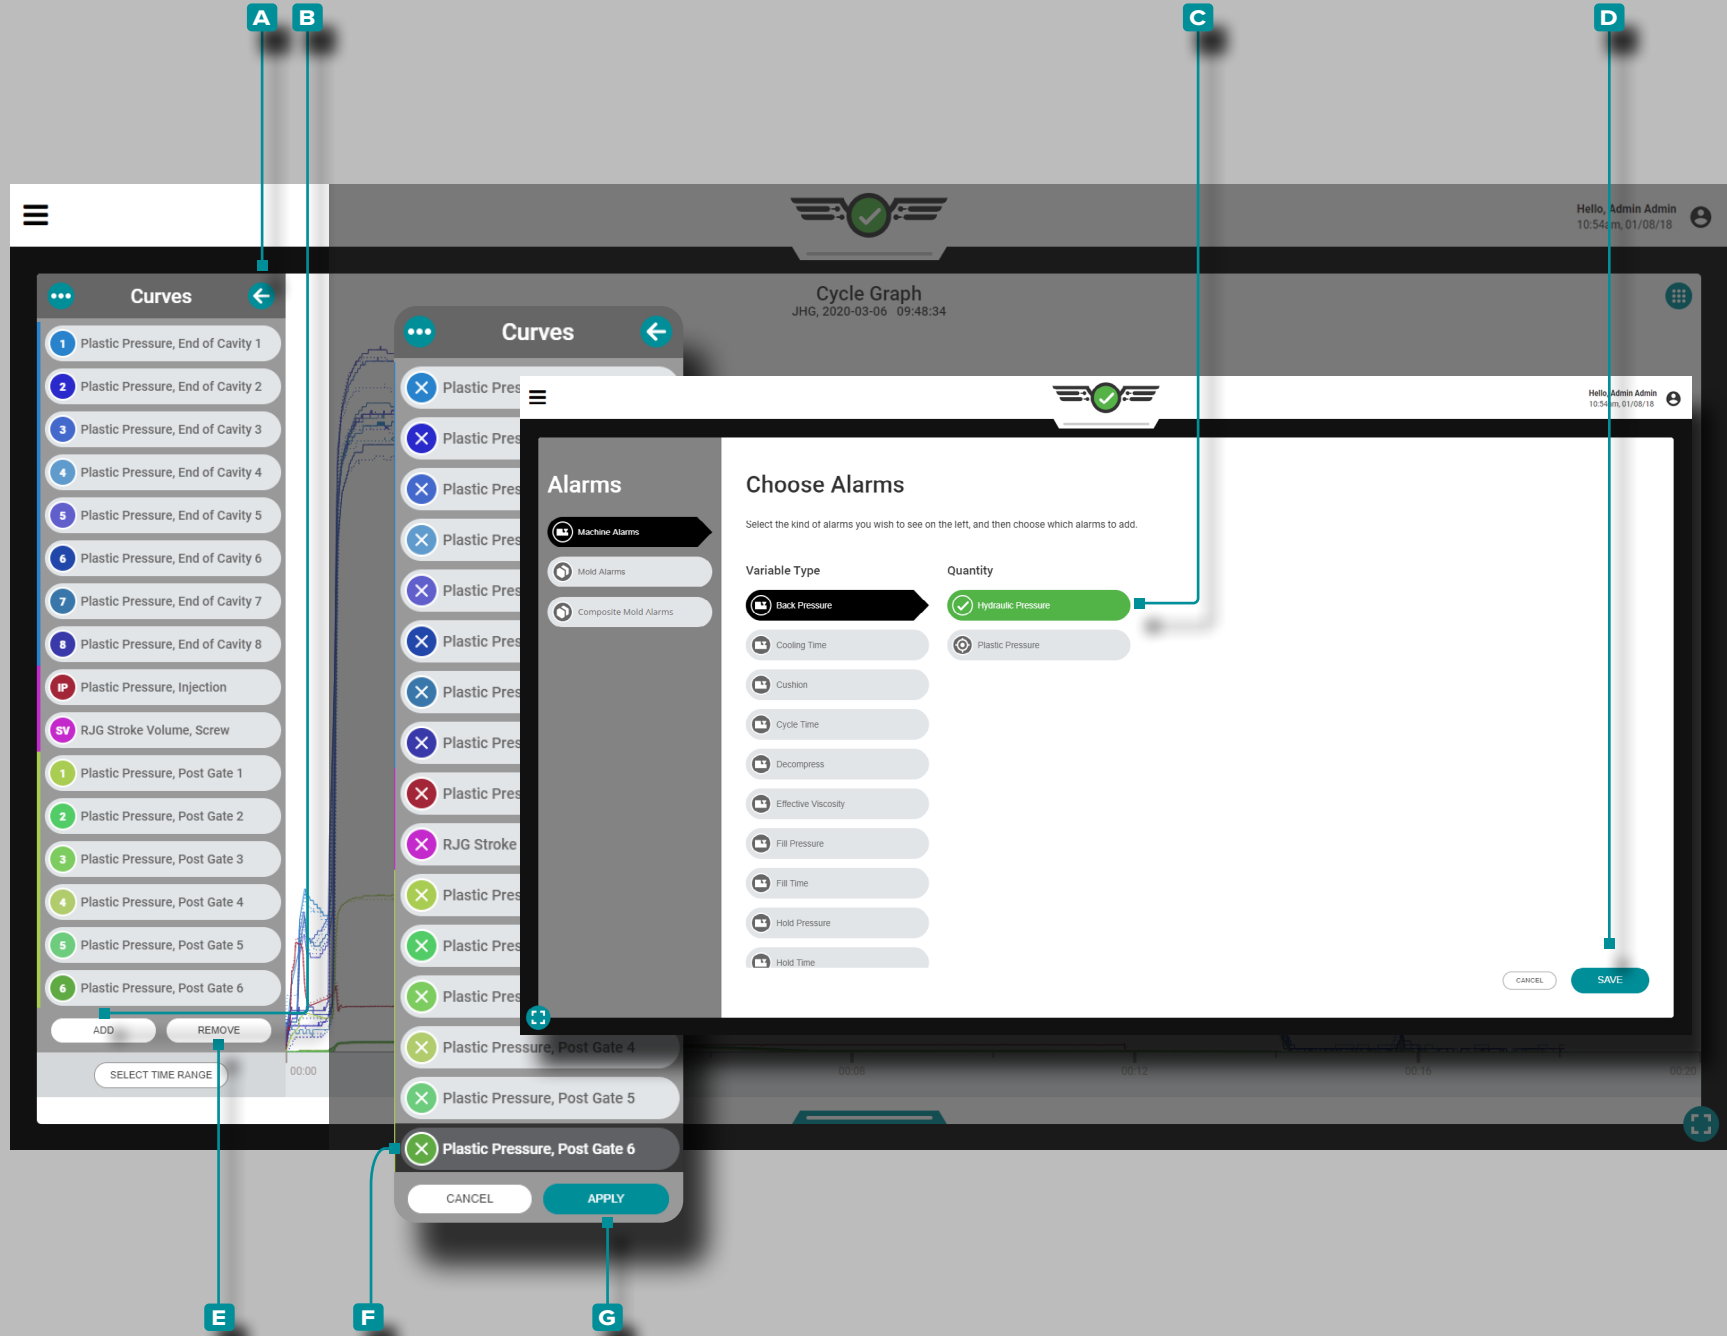 A
B
C
D
Hello, Admin Admin
10:54am, 01/08/18
Curves
Cycle Graph
JHG, 2020-03-06 09:48:34
1 Plastic Pressure, End of Cavity 1
2 Plastic Pressure, End of Cavity 2
3 Plastic Pressure, End of Cavity 3
4 Plastic Pressure, End of Cavity 4
5 Plastic Pressure, End of Cavity 5
6 Plastic Pressure, End of Cavity 6
7 Plastic Pressure, End of Cavity 7
8 Plastic Pressure, End of Cavity 8
IP Plastic Pressure, Injection
SV RJG Stroke Volume, Screw
1 Plastic Pressure, Post Gate 1
2 Plastic Pressure, Post Gate 2
3 Plastic Pressure, Post Gate 3
4 Plastic Pressure, Post Gate 4
5 Plastic Pressure, Post Gate 5
6 Plastic Pressure, Post Gate 6
ADD
REMOVE
SELECT TIME RANGE
00:00
00:08
00:12
00:16
00:20
Curves
Plastic Pres
Plastic Pres
Plastic Pres
Plastic Pres
Plastic Pres
Plastic Pres
Plastic Pres
Plastic Pres
Plastic Pres
RJG Stroke
Plastic Pres
Plastic Pres
Plastic Pres
Plastic Pressure, Post Gate 4
Plastic Pressure, Post Gate 5
Plastic Pressure, Post Gate 6
CANCEL
APPLY
Hello, Admin Admin
10:54am, 01/08/18
Alarms
Machine Alarms
Mold Alarms
Composite Mold Alarms
Choose Alarms
Select the kind of alarms you wish to see on the left, and then choose which alarms to add.
Variable Type
Back Pressure
Cooling Time
Cushion
Cycle Time
Decompress
Effective Viscosity
Fill Pressure
Fill Time
Hold Pressure
Hold Time
Quantity
Hydraulic Pressure
Plastic Pressure
CANCEL
SAVE
E
F
G